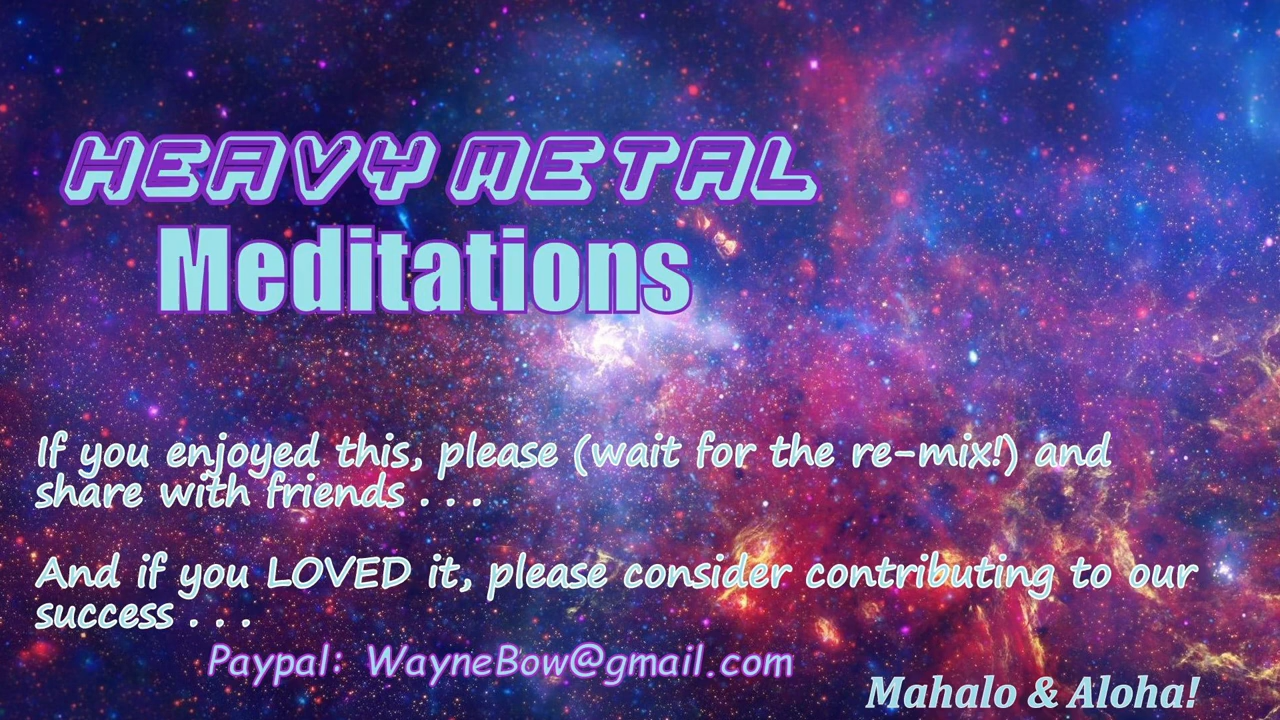 HEAVY METAL
Meditations
If you enjoyed this, please (wait for the re-mix!) and
share with friends . . .
And if you LOVED it, please consider contributing to our
success . . .
Paypal: WayneBow@gmail.com
Mahalo & Aloha!